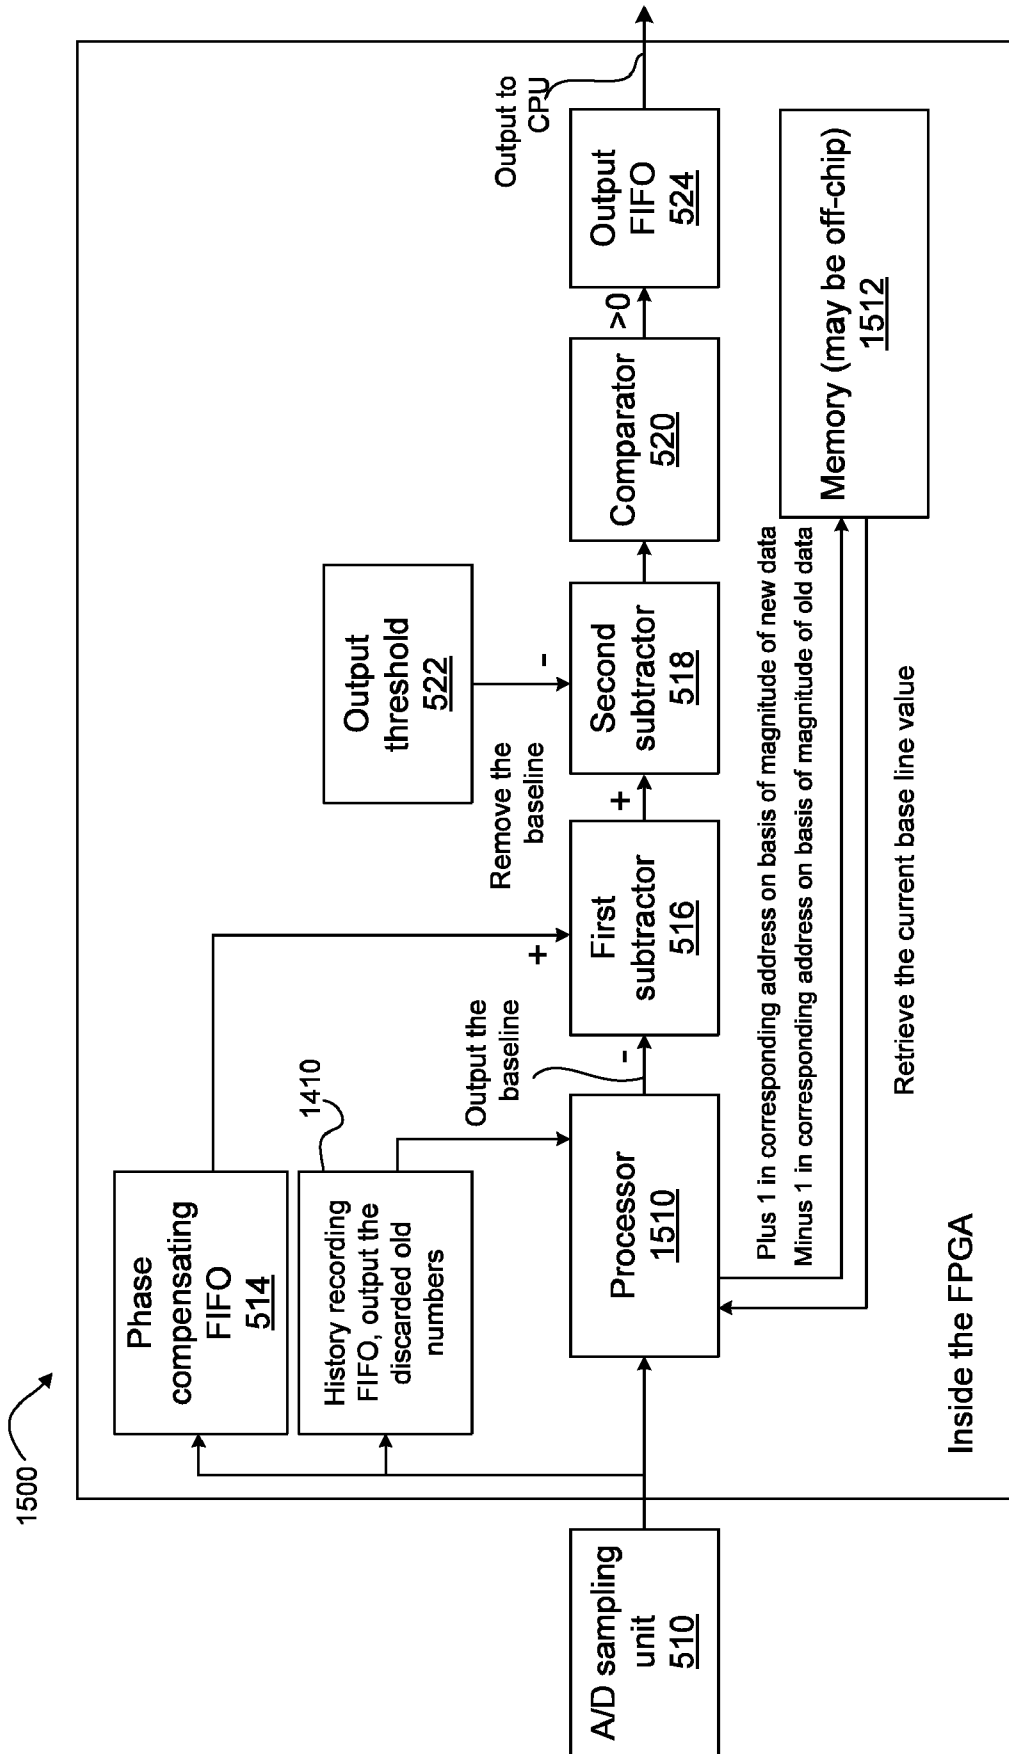 1500
Phase
compensating
FIFO
514
History recording
FIFO, output the
discarded old
numbers
1410
Output
threshold
522
Output to
CPU
Output the
baseline
Remove the
baseline
A/D sampling
unit
510
Processor
1510
-
First
subtractor
516
+
+
Second
subtractor
518
-
Comparator
520
>0
Output
FIFO
524
Plus 1 in corresponding address on basis of magnitude of new data
Minus 1 in corresponding address on basis of magnitude of old data
Memory (may be off-chip)
1512
Retrieve the current base line value
Inside the FPGA